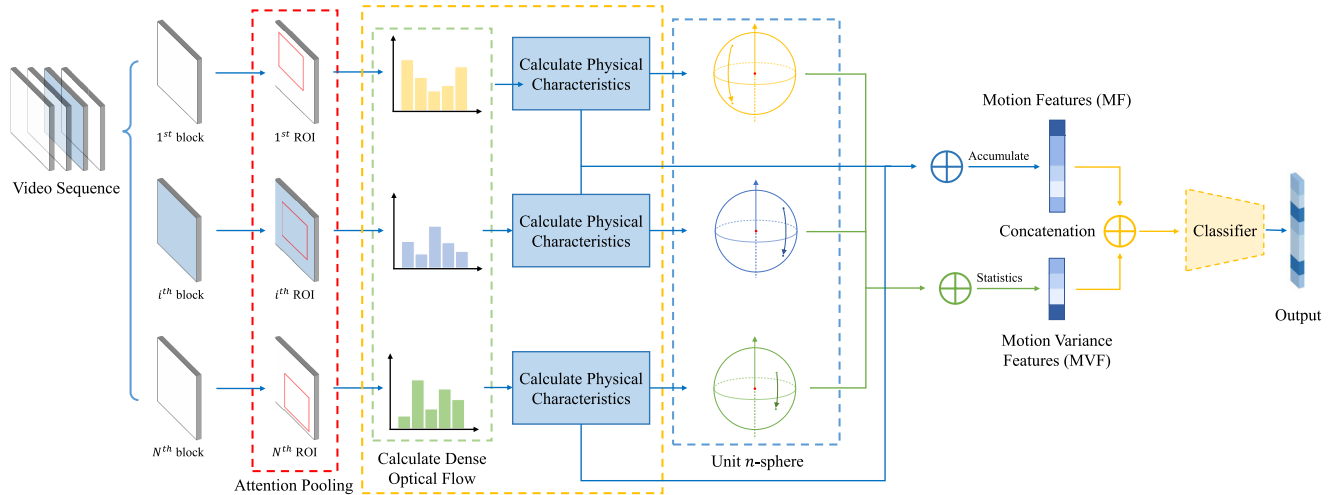 Video Sequence
1st block
ith block
Nth block
1st ROI
ith ROI
Nth ROI
Attention Pooling
Calculate Dense
Optical Flow
Calculate Physical
Characteristics
Calculate Physical
Characteristics
Calculate Physical
Characteristics
Unit n-sphere
Accumulate
Motion Features (MF)
Concatenation
Statistics
Motion Variance
Features (MVF)
Classifier
Output